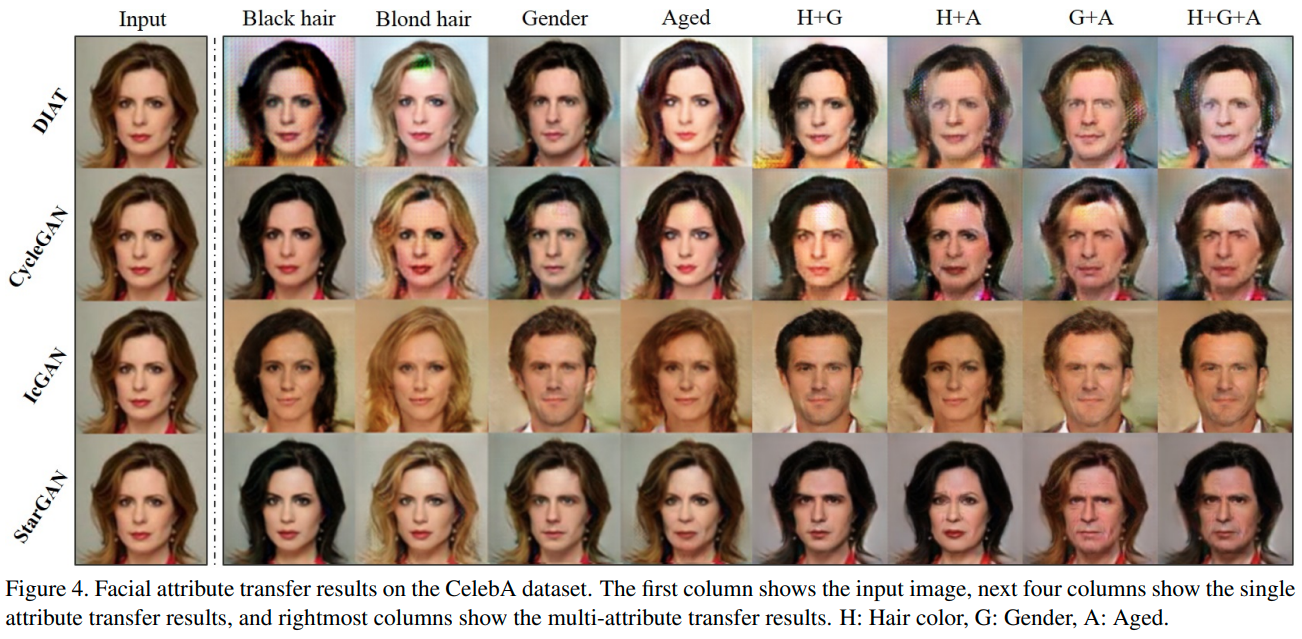 Input Black hair Blond hair Gender Aged H+G H+A G+A H+G+A
DIAT
CycleGAN
IcGAN
StarGAN
Figure 4. Facial attribute transfer results on the CelebA dataset. The first column shows the input image, next four columns show the single
attribute transfer results, and rightmost columns show the multi-attribute transfer results. H: Hair color, G: Gender, A: Aged.